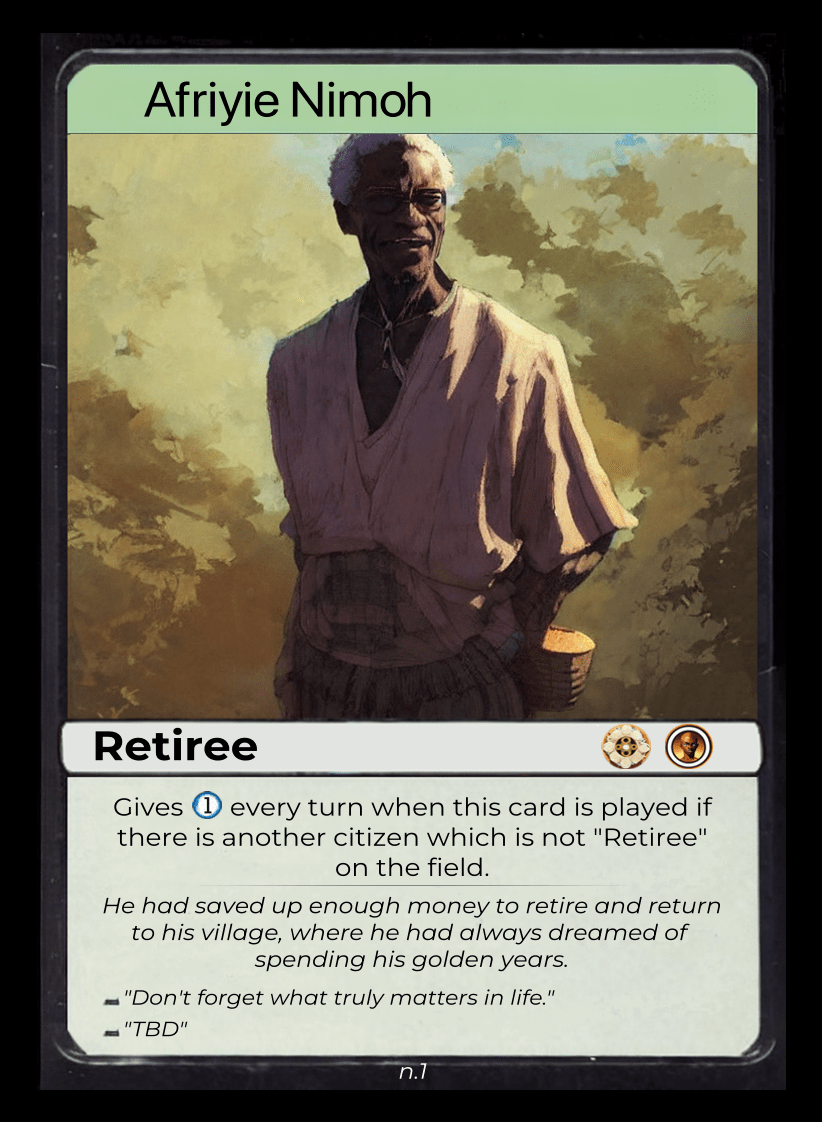 Afriyie Nimoh
Retiree
Gives 1 every turn when this card is played if
there is another citizen which is not "Retiree"
on the field.
He had saved up enough money to retire and return
to his village, where he had always dreamed of
spending his golden years.
"Don't forget what truly matters in life."
"TBD"
n.1